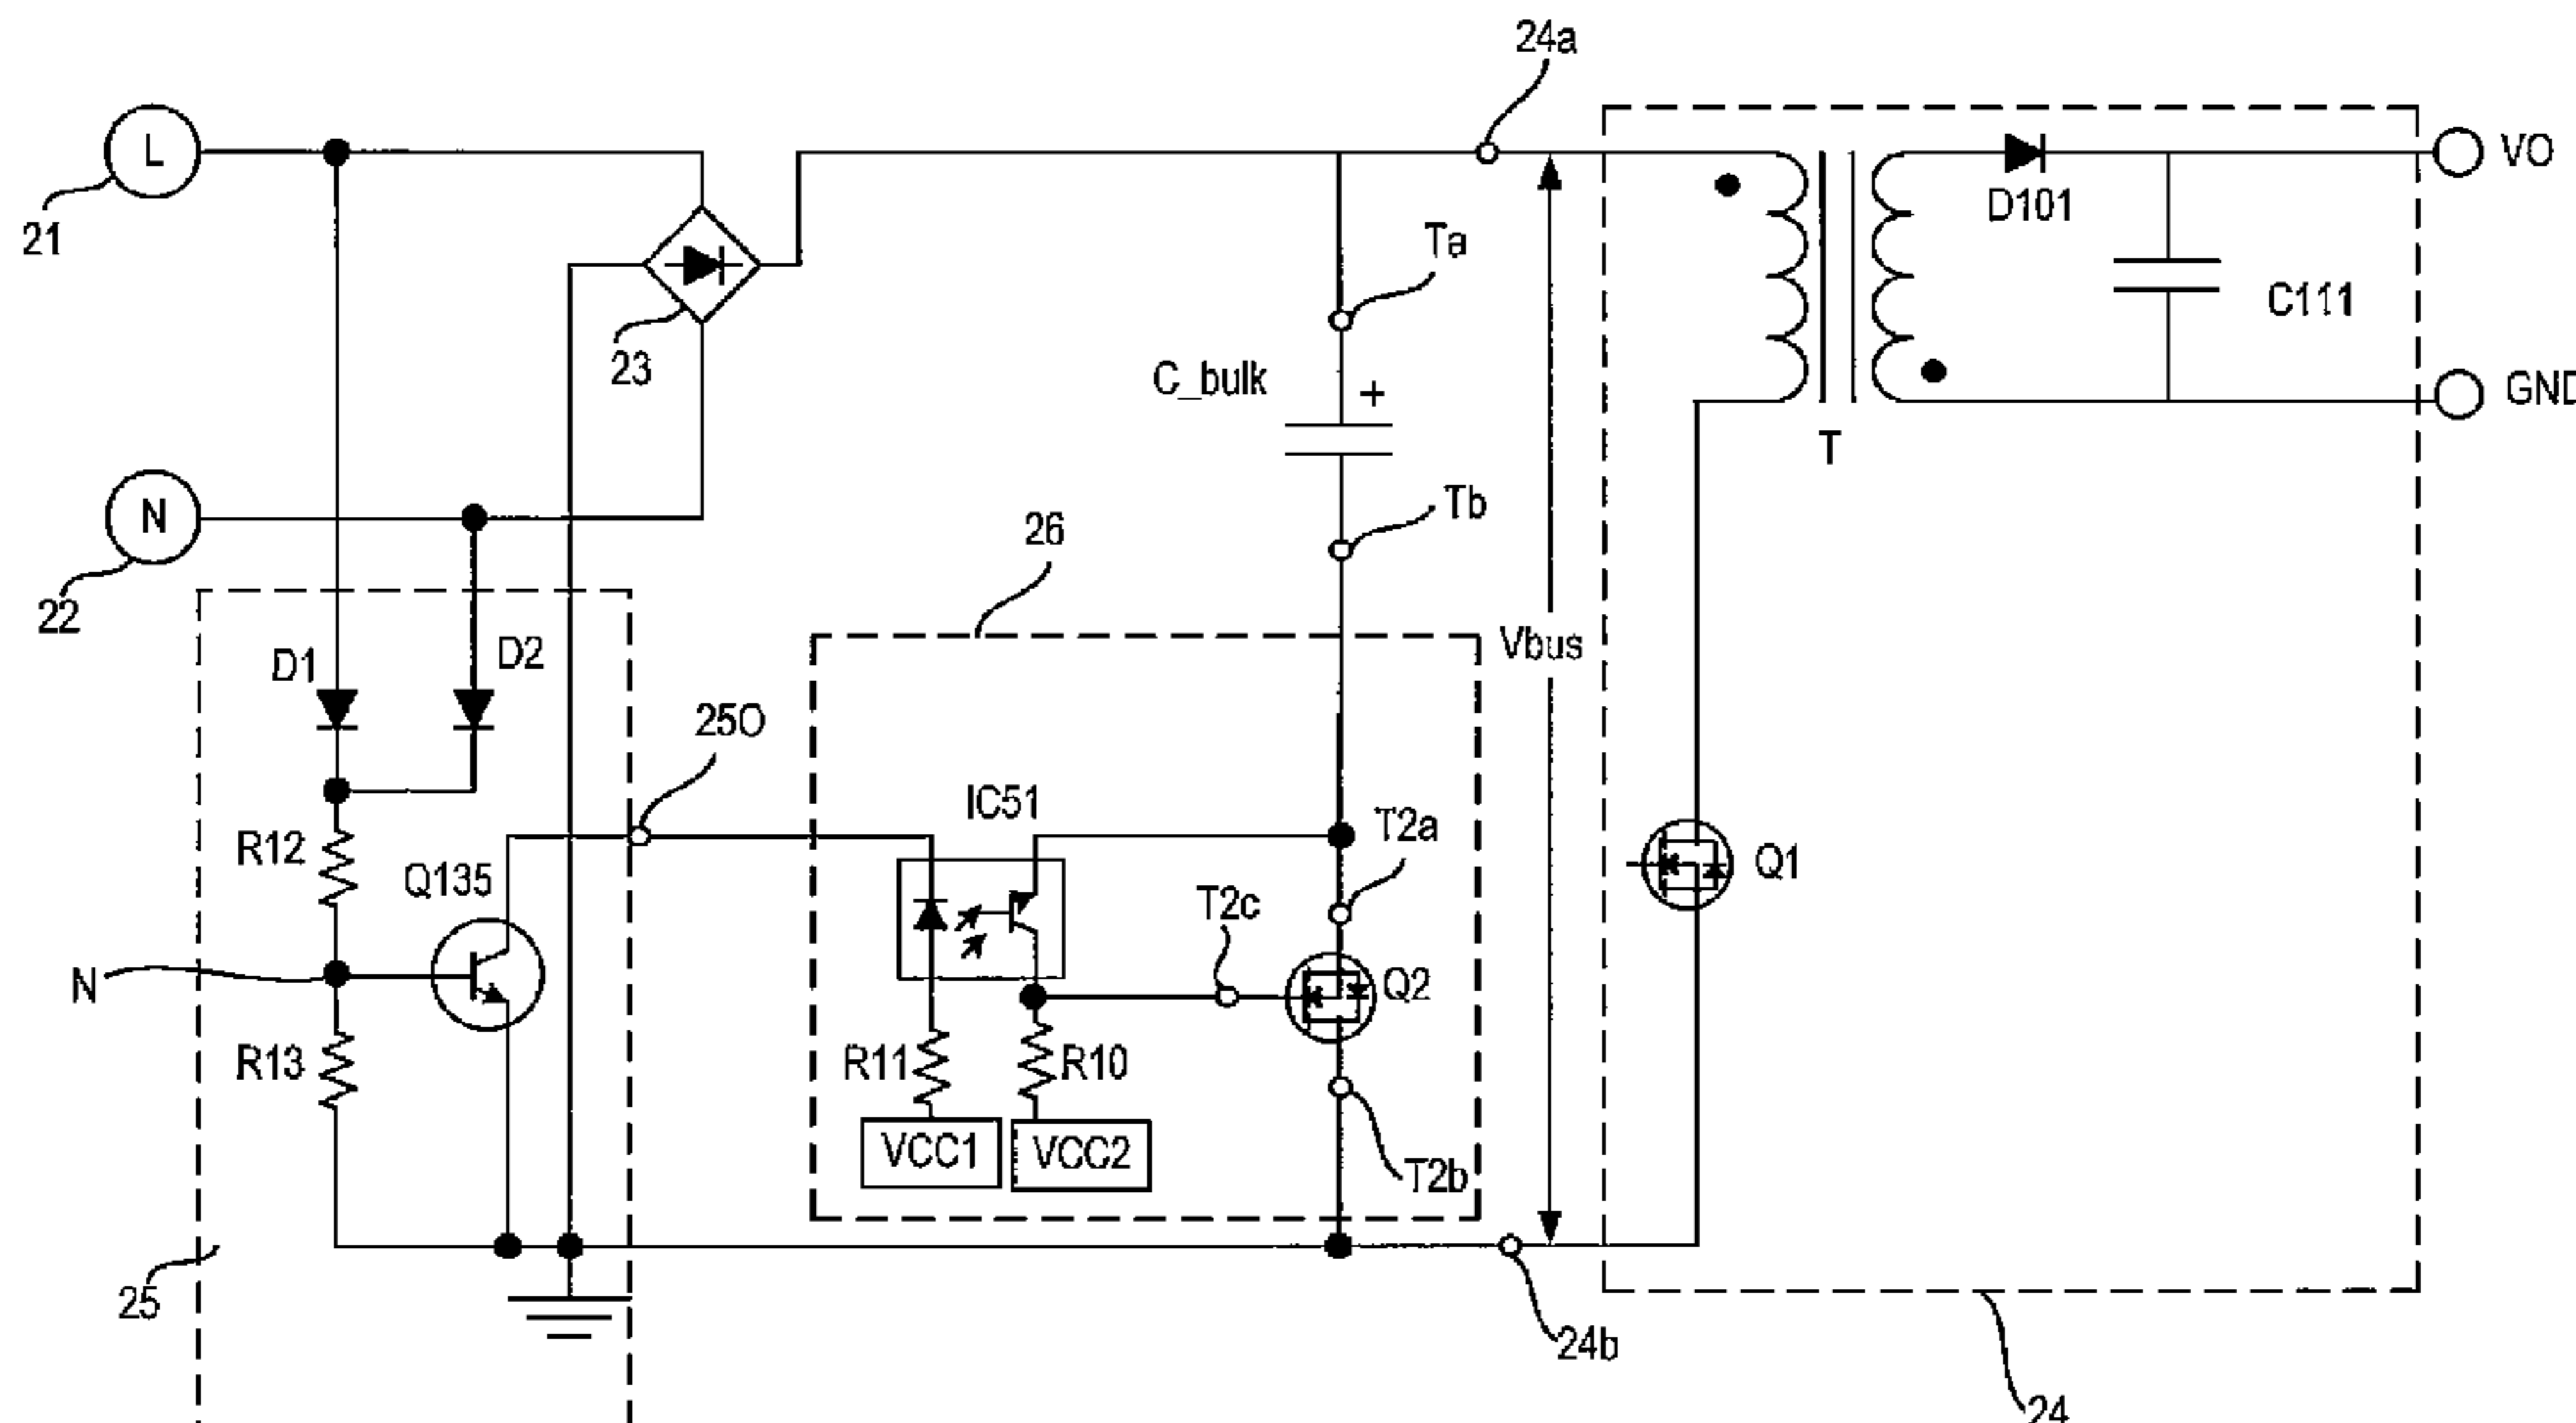 24a
L
VO
D101
21
Ta
C111
23
C_bulk
+
GND
T
Tb
N
26
22
Vbus
D1
D2
25O
IC51
T2a
R12
Q135
Q1
T2c
N
Q2
R13
R11
R10
VCC1
VCC2
T2b
25
24b
24